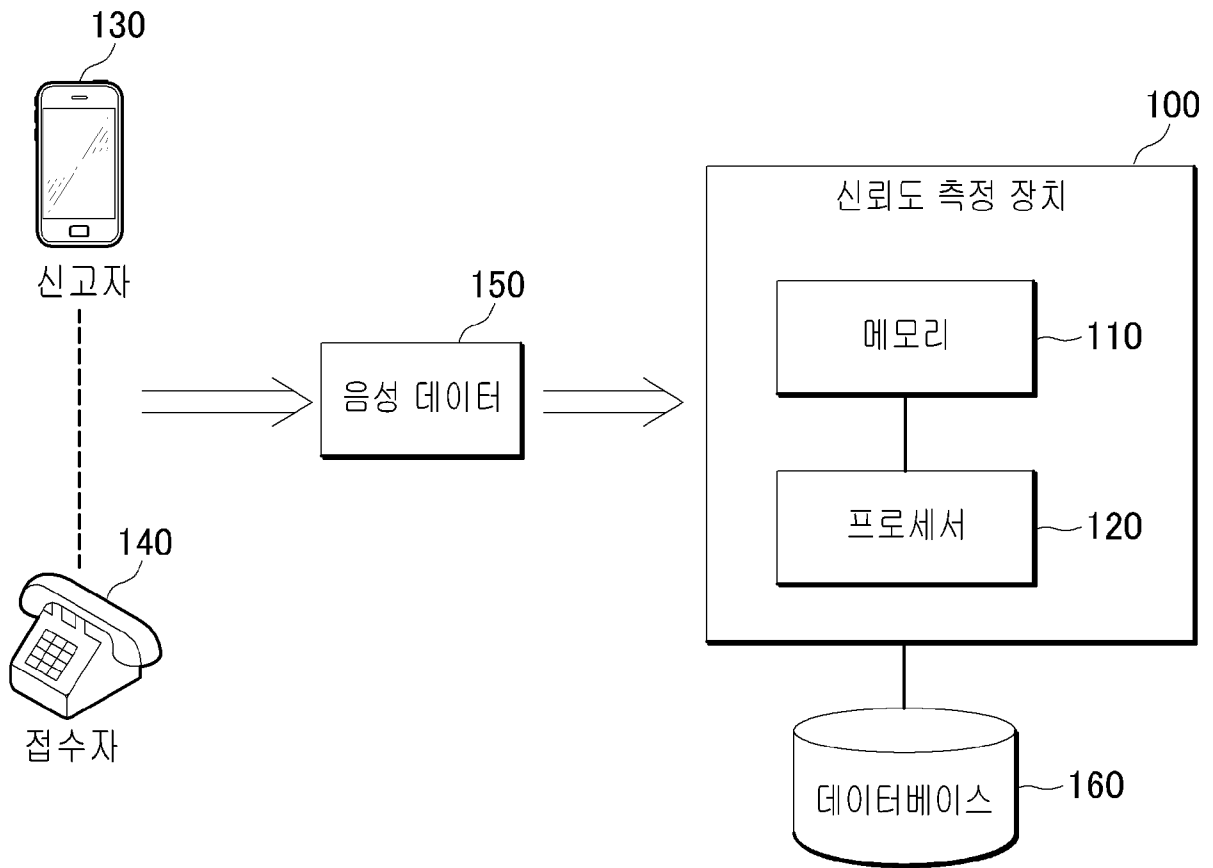 130
신고자
140
접수자
150
음성 데이터
100
신뢰도 측정 장치
메모리
110
프로세서
120
데이터베이스
160